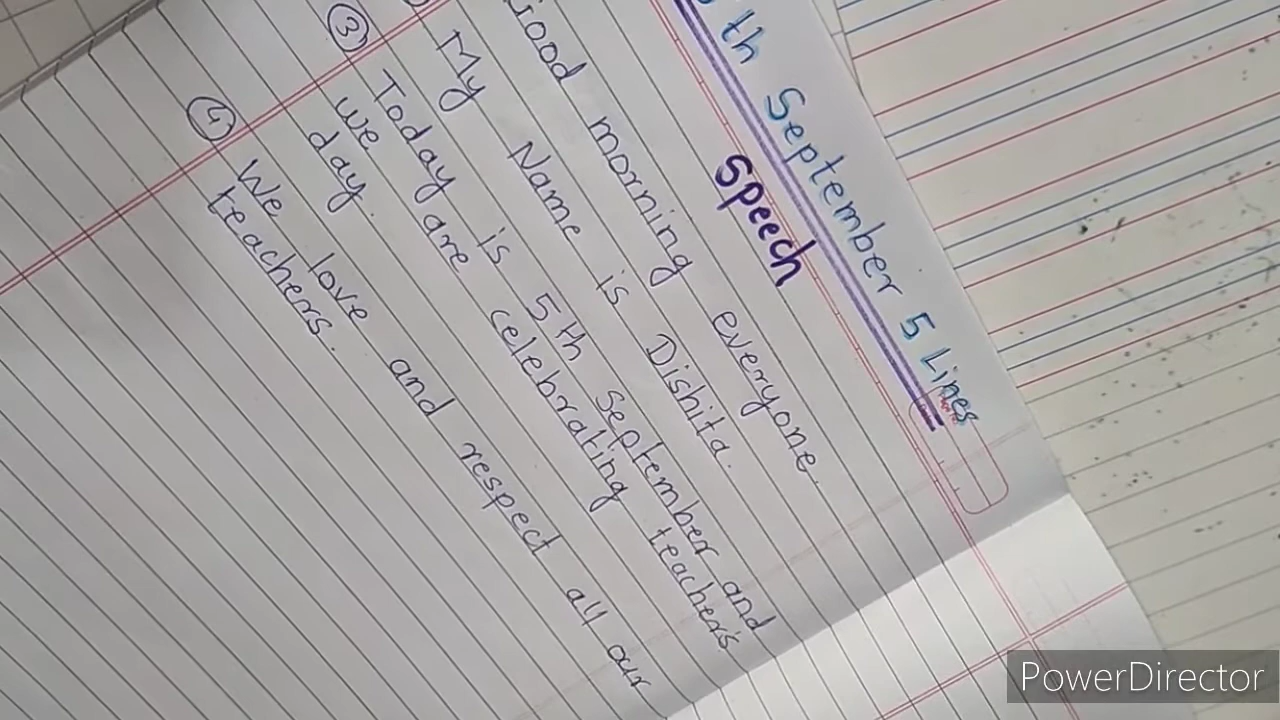 th September 5 Lines
Speech
Good morning everyone.
My Name is Dishita.
③ Today is 5th September and
we are celebrating teacher's
day.
④ We love and respect all our
teachers.
PowerDirector